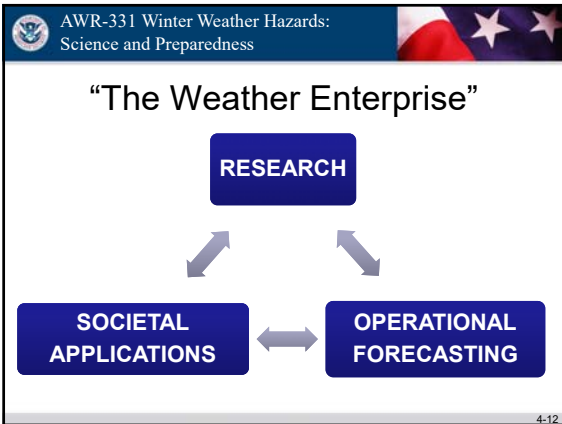 AWR-331 Winter Weather Hazards:
Science and Preparedness
“The Weather Enterprise”
RESEARCH
SOCIETAL
APPLICATIONS
OPERATIONAL
FORECASTING
4-12